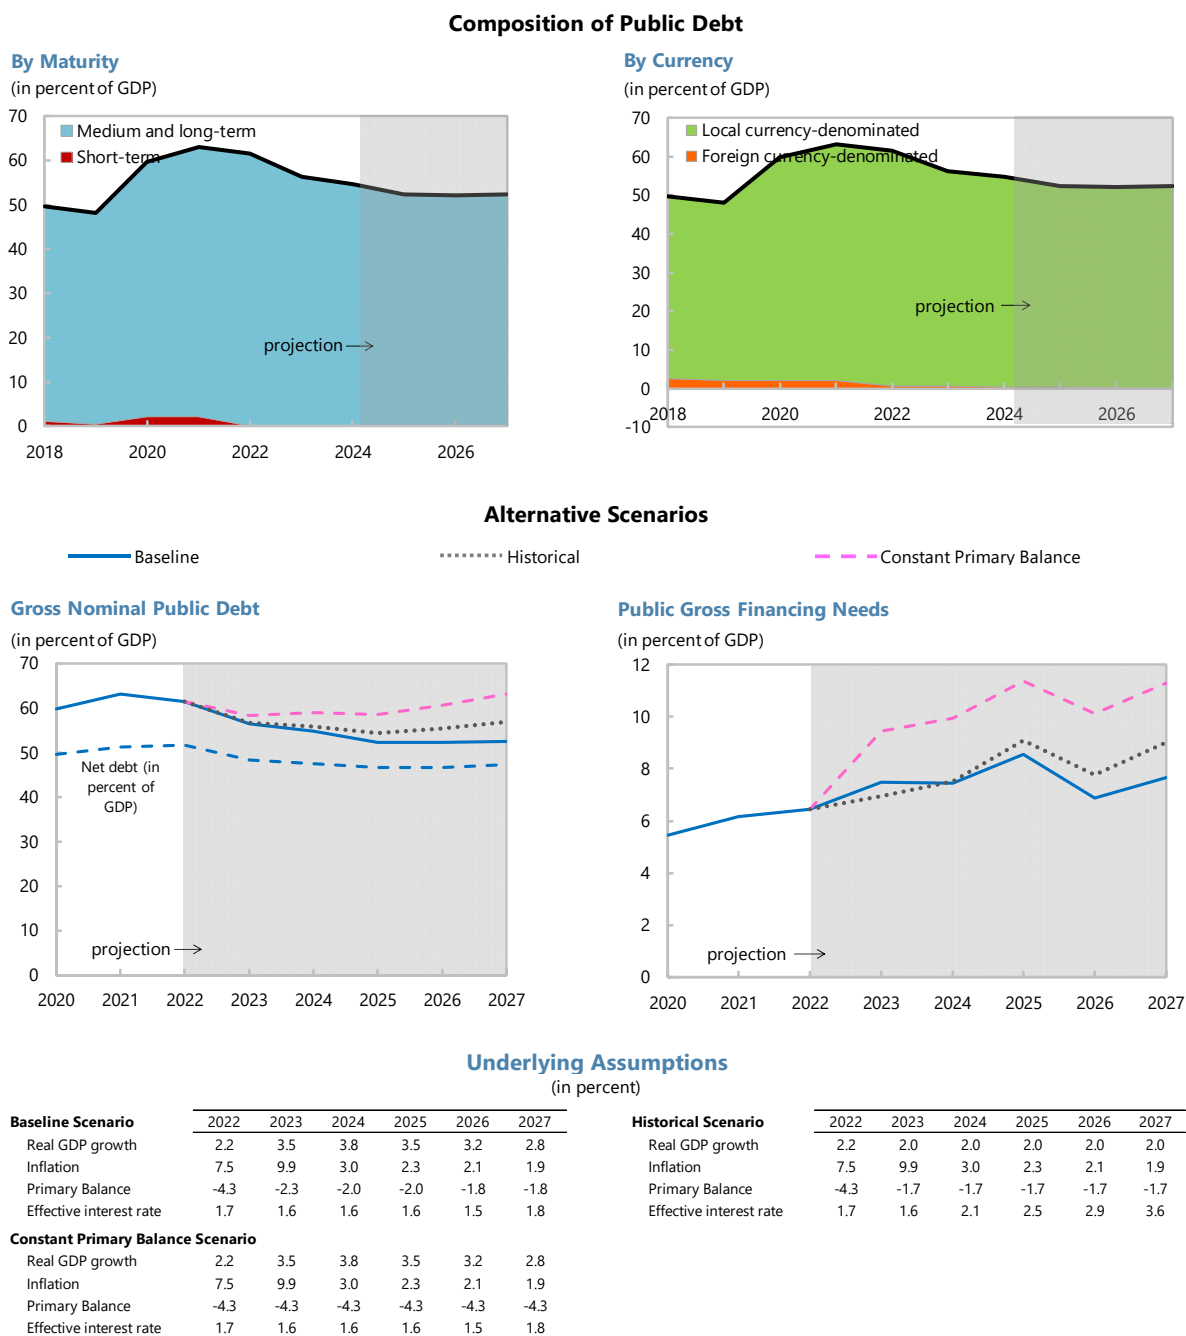 Composition of Public Debt
By Maturity
(in percent of GDP)
70
60
50
40
30
20
10
0
Medium and long-term
Short-term
projection
2018 2020 2022 2024 2026
By Currency
(in percent of GDP)
70
60
50
40
30
20
10
0
-10
Local currency-denominated
Foreign currency-denominated
projection
2018 2020 2022 2024 2026
Alternative Scenarios
Baseline Historical Constant Primary Balance
Gross Nominal Public Debt
(in percent of GDP)
70
60
50
40
30
20
10
0
Net debt (in
percent of
GDP)
projection
2020 2021 2022 2023 2024 2025 2026 2027
Public Gross Financing Needs
(in percent of GDP)
12
10
8
6
4
2
0
projection
2020 2021 2022 2023 2024 2025 2026 2027
Underlying Assumptions
(in percent)
Baseline Scenario 2022 2023 2024 2025 2026 2027
Real GDP growth 2.2 3.5 3.8 3.5 3.2 2.8
Inflation 7.5 9.9 3.0 2.3 2.1 1.9
Primary Balance -4.3 -2.3 -2.0 -2.0 -1.8 -1.8
Effective interest rate 1.7 1.6 1.6 1.6 1.5 1.8
Constant Primary Balance Scenario
Real GDP growth 2.2 3.5 3.8 3.5 3.2 2.8
Inflation 7.5 9.9 3.0 2.3 2.1 1.9
Primary Balance -4.3 -4.3 -4.3 -4.3 -4.3 -4.3
Effective interest rate 1.7 1.6 1.6 1.6 1.5 1.8
Historical Scenario 2022 2023 2024 2025 2026 2027
Real GDP growth 2.2 2.0 2.0 2.0 2.0 2.0
Inflation 7.5 9.9 3.0 2.3 2.1 1.9
Primary Balance -4.3 -1.7 -1.7 -1.7 -1.7 -1.7
Effective interest rate 1.7 1.6 2.1 2.5 2.9 3.6